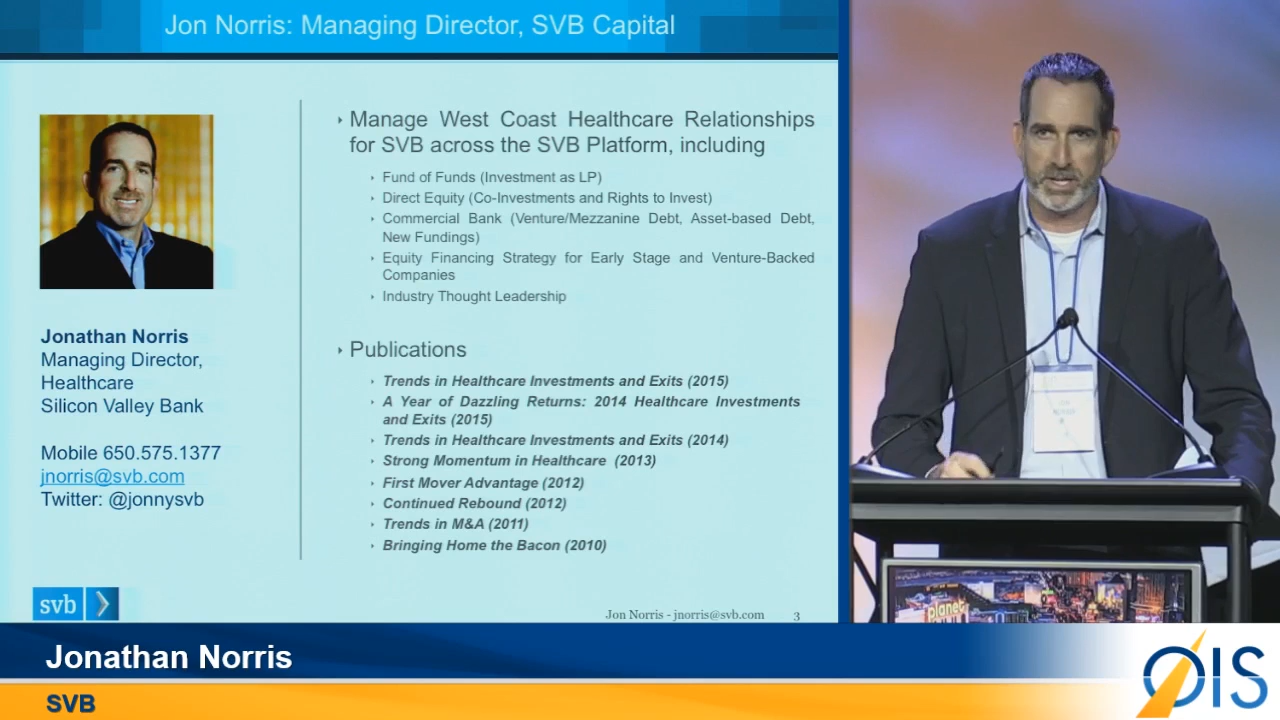 Jon Norris: Managing Director, SVB Capital
Jonathan Norris
Managing Director,
Healthcare
Silicon Valley Bank
Mobile 650.575.1377
jnorris@svb.com
Twitter: @jonnysvb
Manage West Coast Healthcare Relationships
for SVB across the SVB Platform, including
Fund of Funds (Investment as LP)
Direct Equity (Co-Investments and Rights to Invest)
Commercial Bank (Venture/Mezzanine Debt, Asset-based Debt,
New Fundings)
Equity Financing Strategy for Early Stage and Venture-Backed
Companies
Industry Thought Leadership
Publications
Trends in Healthcare Investments and Exits (2015)
A Year of Dazzling Returns: 2014 Healthcare Investments
and Exits (2015)
Trends in Healthcare Investments and Exits (2014)
Strong Momentum in Healthcare (2013)
First Mover Advantage (2012)
Continued Rebound (2012)
Trends in M&A (2011)
Bringing Home the Bacon (2010)
svb
Jon Norris - jnorris@svb.com 3
planet
Jonathan Norris
SVB
OIS